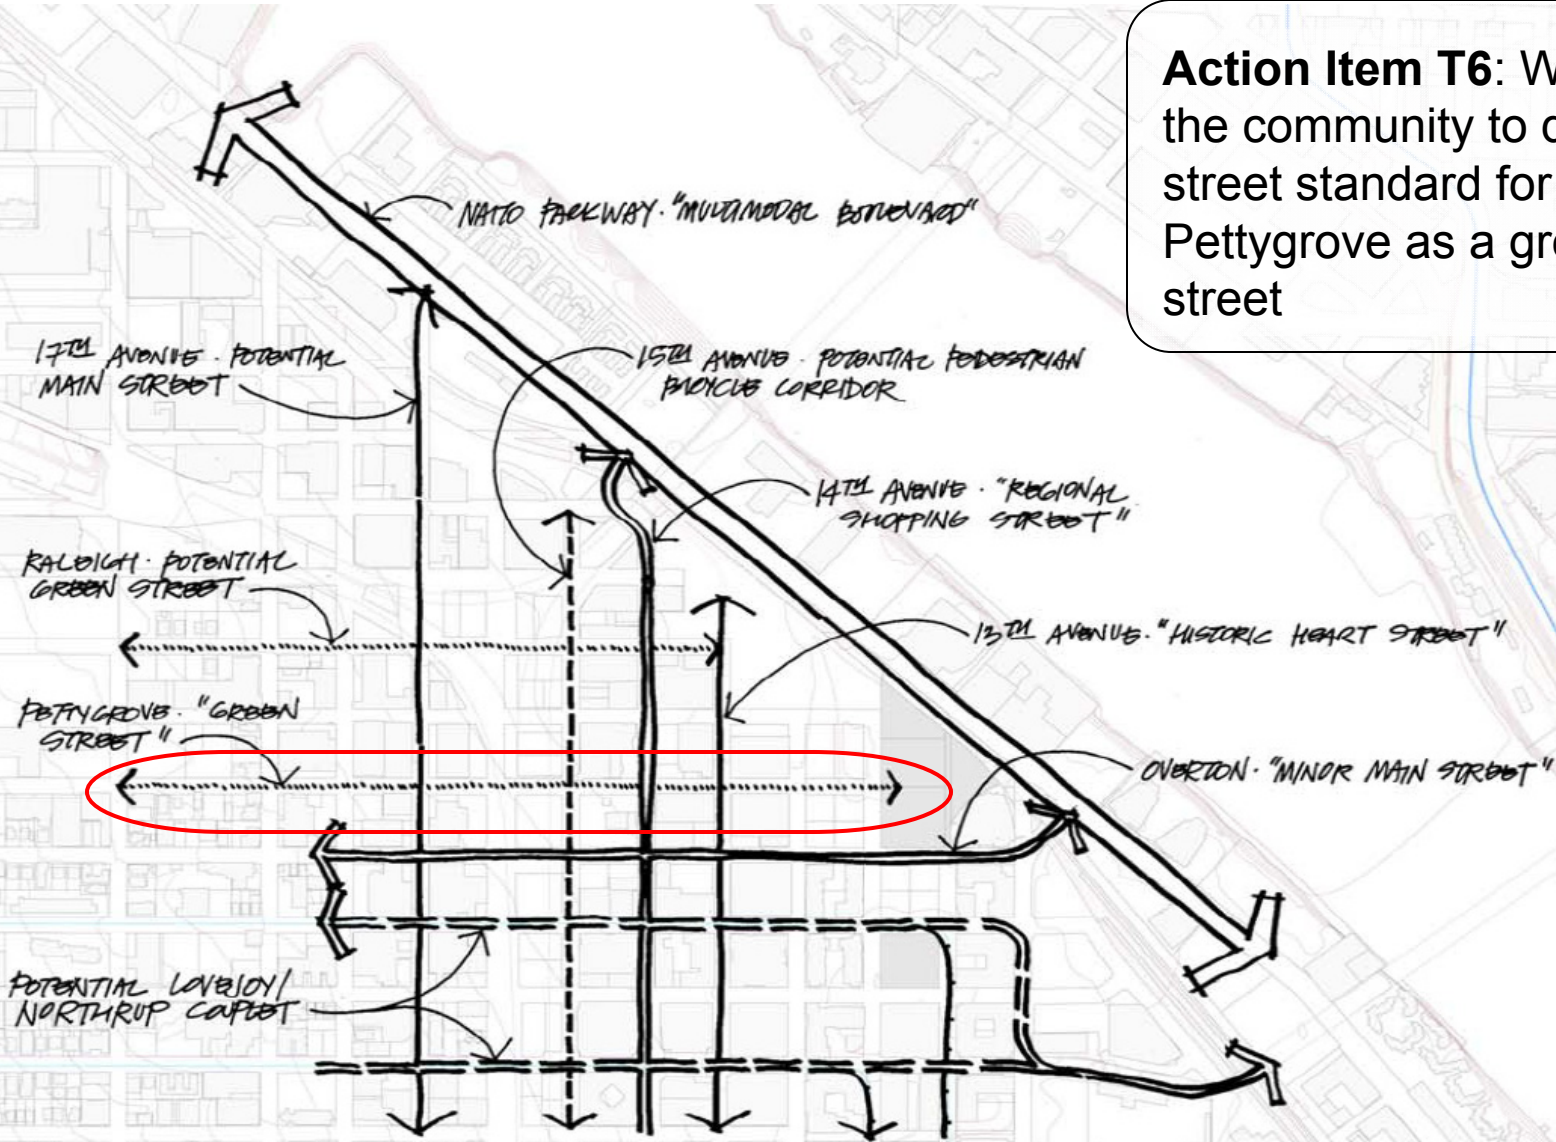 Action Item T6: W
the community to d
street standard for
Pettygrove as a gre
street
NAITO PARKWAY · "MULTIMODAL BOULEVARD"
17TH AVENUE · POTENTIAL
MAIN STREET
15TH AVENUE · POTENTIAL PEDESTRIAN
BICYCLE CORRIDOR
14TH AVENUE · "REGIONAL
SHOPPING STREET"
RALEIGH · POTENTIAL
GREEN STREET
13TH AVENUE · "HISTORIC HEART STREET"
PETTYGROVE · "GREEN
STREET"
OVERTON · "MINOR MAIN STREET"
POTENTIAL LOVEJOY/
NORTHRUP COUPLET